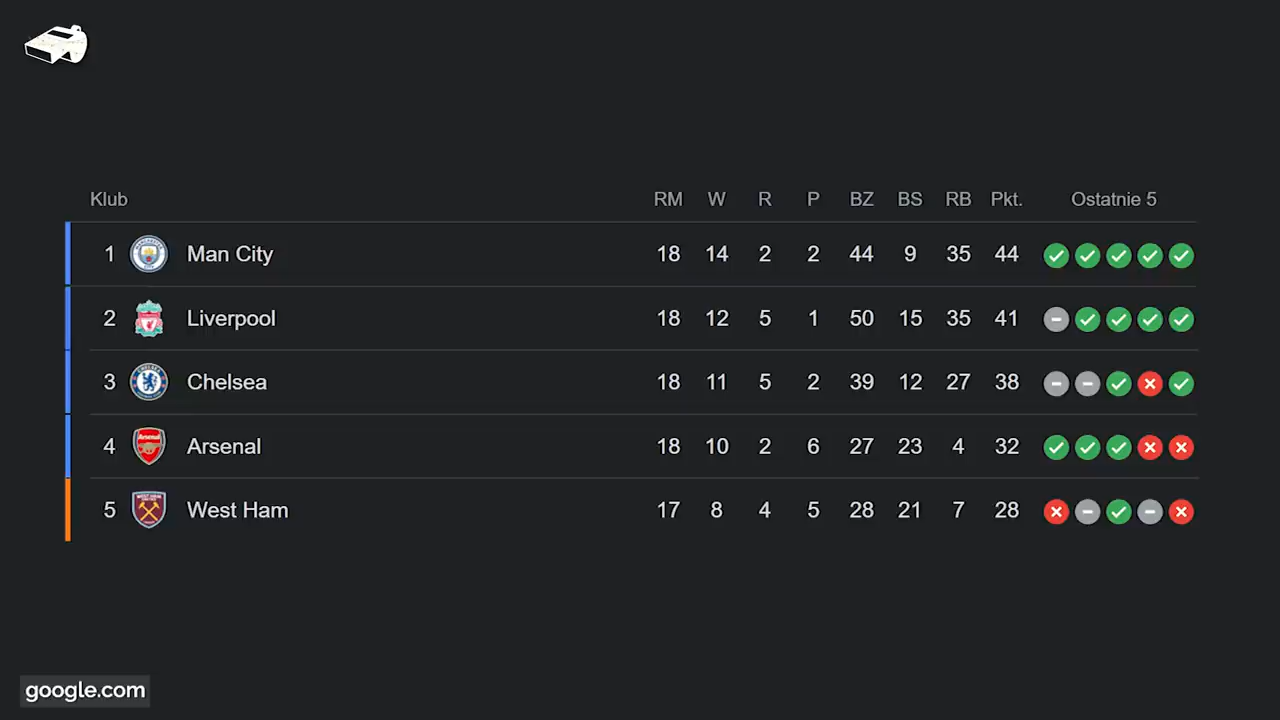 Klub RM W R P BZ BS RB Pkt. Ostatnie 5
1 Man City 18 14 2 2 44 9 35 44
2 Liverpool 18 12 5 1 50 15 35 41
3 Chelsea 18 11 5 2 39 12 27 38
4 Arsenal 18 10 2 6 27 23 4 32
5 West Ham 17 8 4 5 28 21 7 28
google.com